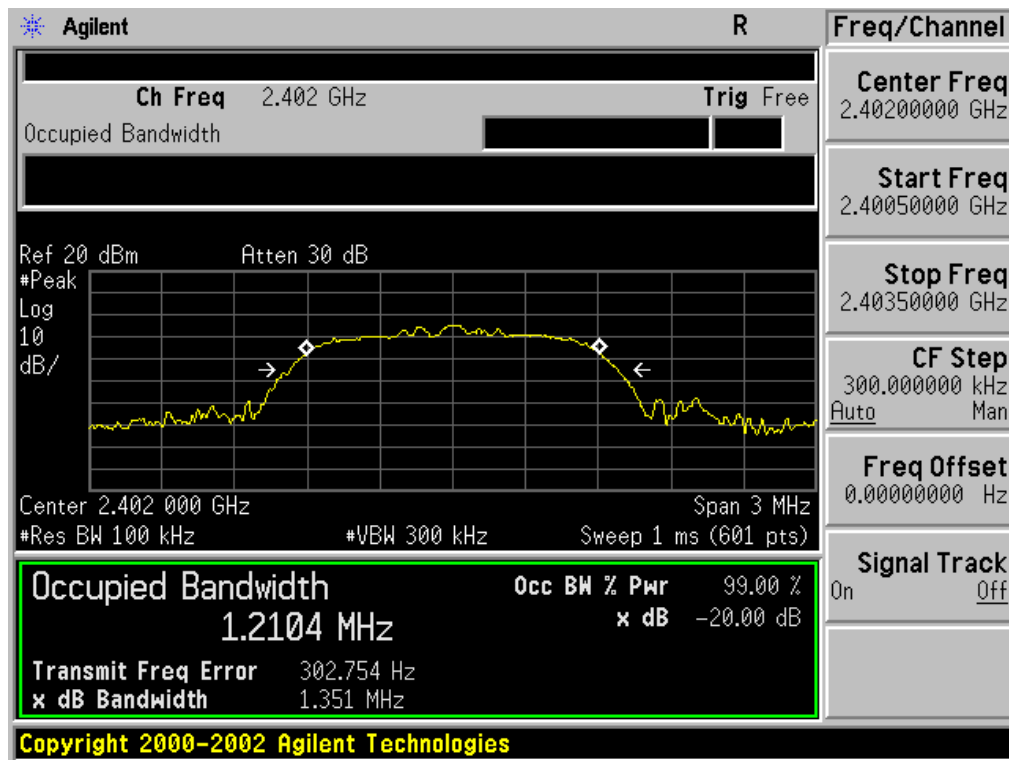 Agilent R Freq/Channel
Ch Freq 2.402 GHz Trig Free
Occupied Bandwidth
Center Freq
2.40200000 GHz
Start Freq
2.40050000 GHz
Stop Freq
2.40350000 GHz
CF Step
300.000000 kHz
Auto Man
Freq Offset
0.00000000 Hz
Signal Track
On Off
Ref 20 dBm Atten 30 dB
#Peak
Log
10
dB/
Center 2.402 000 GHz Span 3 MHz
#Res BW 100 kHz #VBW 300 kHz Sweep 1 ms (601 pts)
Occupied Bandwidth
1.2104 MHz
Occ BW % Pwr 99.00 %
x dB -20.00 dB
Transmit Freq Error 302.754 Hz
x dB Bandwidth 1.351 MHz
Copyright 2000-2002 Agilent Technologies